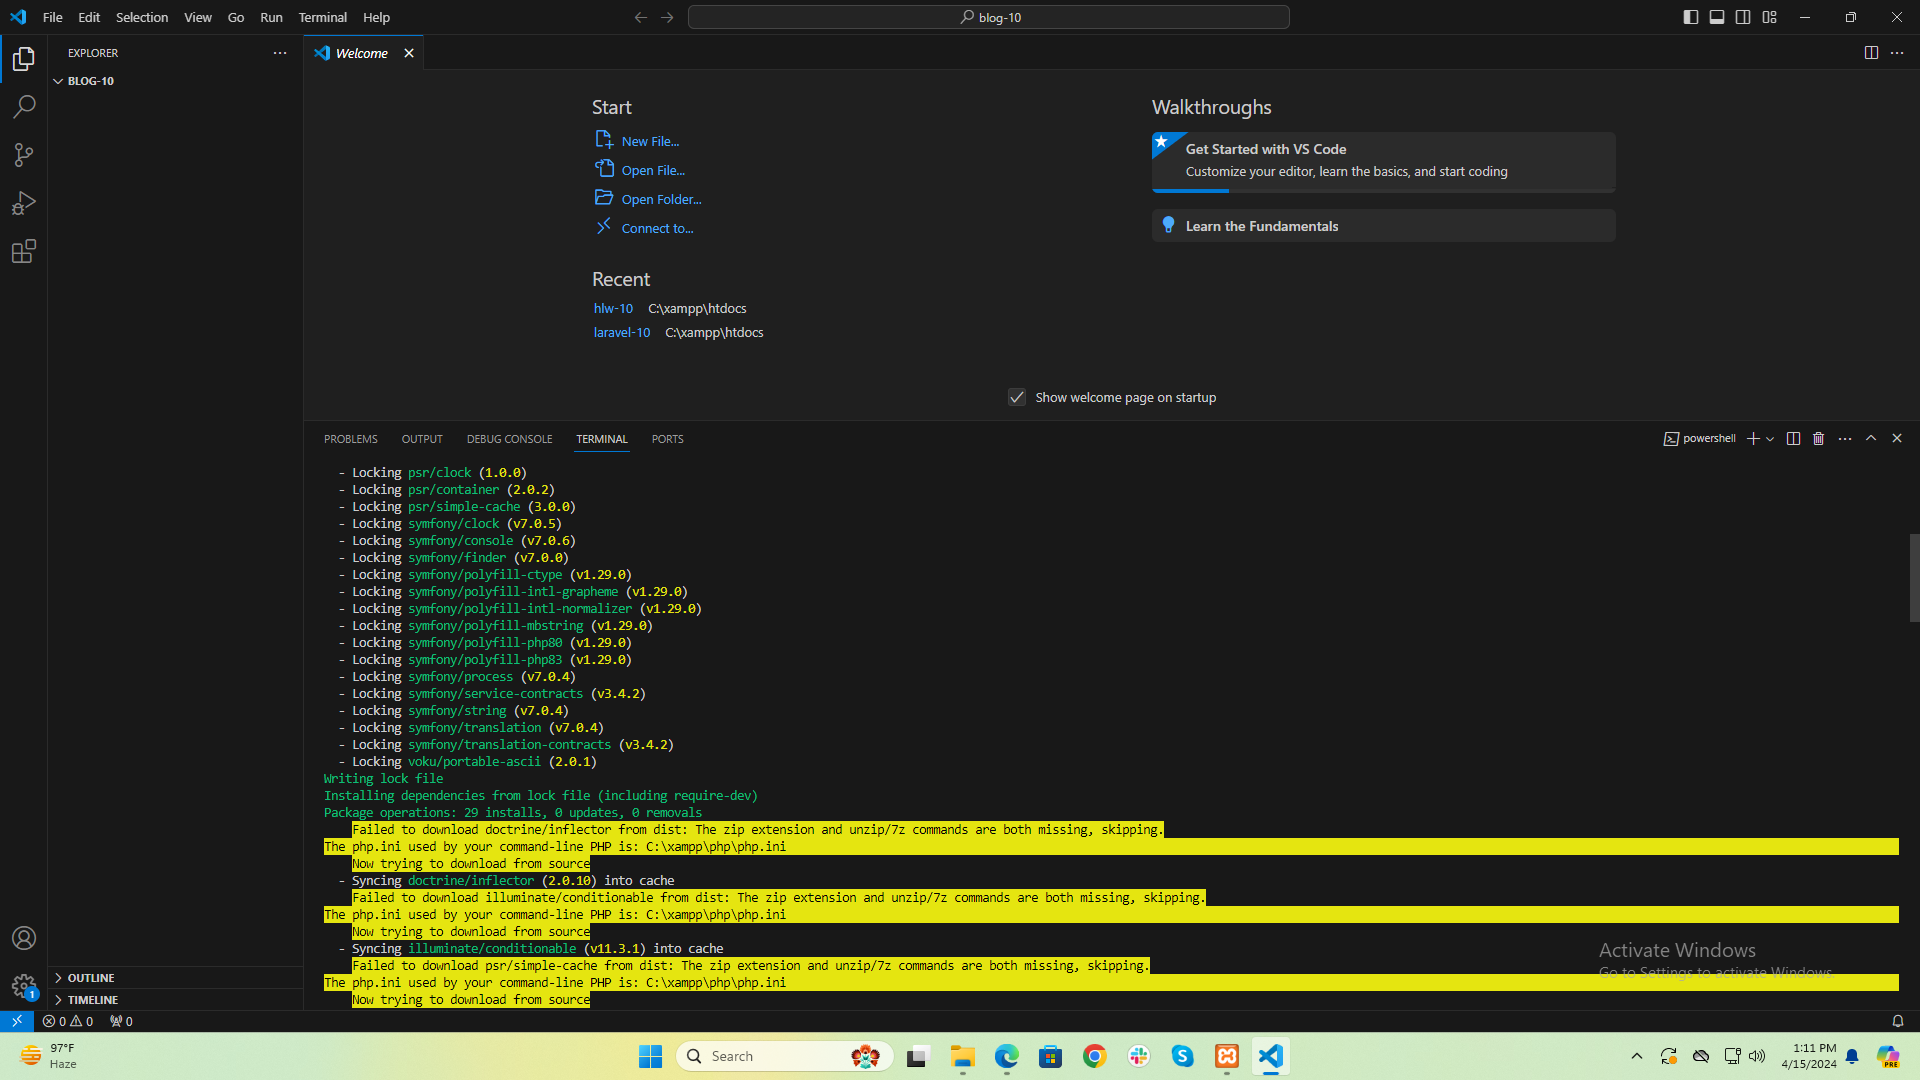 File Edit Selection View Go Run Terminal Help
blog-10
EXPLORER
BLOG-10
Welcome
Start
New File...
Open File...
Open Folder...
Connect to...
Recent
hlw-10 C:\xampp\htdocs
laravel-10 C:\xampp\htdocs
Walkthroughs
Get Started with VS Code
Customize your editor, learn the basics, and start coding
Learn the Fundamentals
Show welcome page on startup
PROBLEMS OUTPUT DEBUG CONSOLE TERMINAL PORTS
powershell
- Locking psr/clock (1.0.0)
- Locking psr/container (2.0.2)
- Locking psr/simple-cache (3.0.0)
- Locking symfony/clock (v7.0.5)
- Locking symfony/console (v7.0.6)
- Locking symfony/finder (v7.0.0)
- Locking symfony/polyfill-ctype (v1.29.0)
- Locking symfony/polyfill-intl-grapheme (v1.29.0)
- Locking symfony/polyfill-intl-normalizer (v1.29.0)
- Locking symfony/polyfill-mbstring (v1.29.0)
- Locking symfony/polyfill-php80 (v1.29.0)
- Locking symfony/polyfill-php83 (v1.29.0)
- Locking symfony/process (v7.0.4)
- Locking symfony/service-contracts (v3.4.2)
- Locking symfony/string (v7.0.4)
- Locking symfony/translation (v7.0.4)
- Locking symfony/translation-contracts (v3.4.2)
- Locking voku/portable-ascii (2.0.1)
Writing lock file
Installing dependencies from lock file (including require-dev)
Package operations: 29 installs, 0 updates, 0 removals
Failed to download doctrine/inflector from dist: The zip extension and unzip/7z commands are both missing, skipping.
The php.ini used by your command-line PHP is: C:\xampp\php\php.ini
Now trying to download from source
- Syncing doctrine/inflector (2.0.10) into cache
Failed to download illuminate/conditionable from dist: The zip extension and unzip/7z commands are both missing, skipping.
The php.ini used by your command-line PHP is: C:\xampp\php\php.ini
Now trying to download from source
- Syncing illuminate/conditionable (v11.3.1) into cache
Failed to download psr/simple-cache from dist: The zip extension and unzip/7z commands are both missing, skipping.
The php.ini used by your command-line PHP is: C:\xampp\php\php.ini
Now trying to download from source
Activate Windows
Go to Settings to activate Windows.
OUTLINE
TIMELINE
1
0 0 0
97°F
Haze
Search
1:11 PM
4/15/2024
PRE